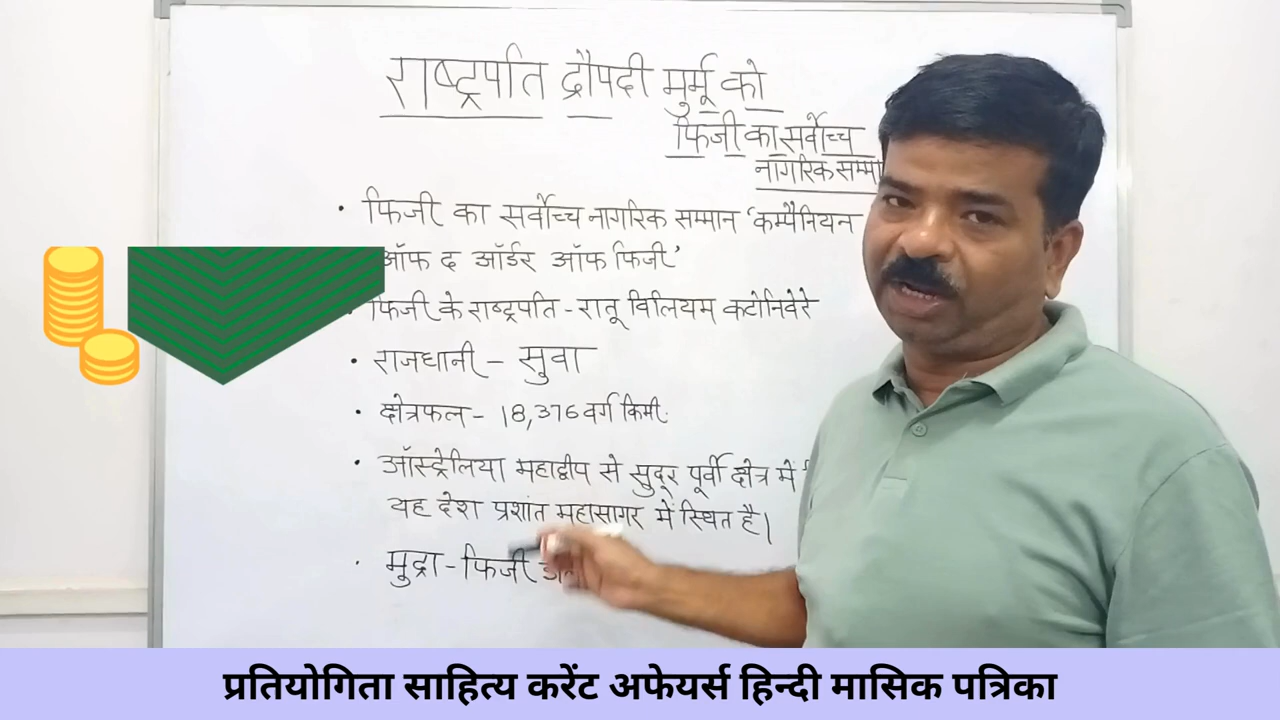 राष्ट्रपति द्रौपदी मुर्मू को
फिजी का सर्वोच्च
नागरिक
• फिजी का सर्वोच्च नागरिक सम्मान 'कम्पैनियन
ऑफ द ऑर्डर ऑफ फिजी'
फिजी के राष्ट्रपति - रातू विलियम कटोनिवेरे
• राजधानी - सुवा
• क्षेत्रफल - 18,376 वर्ग किमी.
• ऑस्ट्रेलिया महाद्वीप से सुदूर पूर्वी क्षेत्र में
यह देश प्रशांत महासागर में स्थित है।
• मुद्रा - फिजी
प्रतियोगिता साहित्य करेंट अफेयर्स हिन्दी मासिक पत्रिका